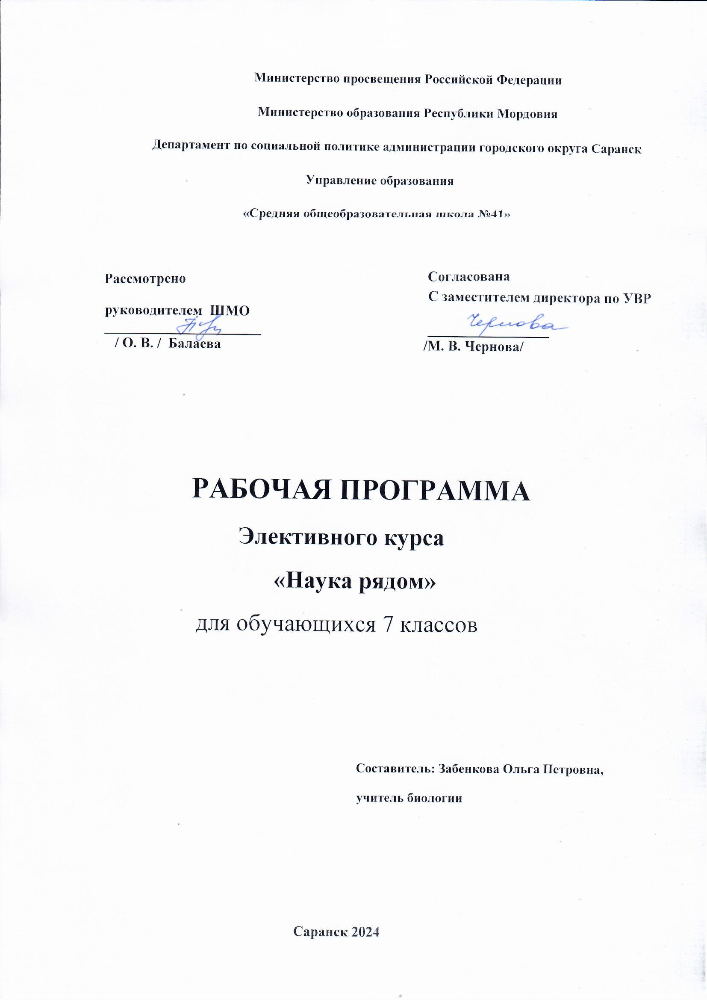 Министерство просвещения Российской Федерации
Министерство образования Республики Мордовия
Департамент по социальной политике администрации городского округа Саранск
Управление образования
«Средняя общеобразовательная школа №41»
Рассмотрено
руководителем ШМО
/ О. В. / Балаева
Согласована
С заместителем директора по УВР
Чернова
/М. В. Чернова/
РАБОЧАЯ ПРОГРАММА
Элективного курса
«Наука рядом»
для обучающихся 7 классов
Составитель: Забенкова Ольга Петровна,
учитель биологии
Саранск 2024